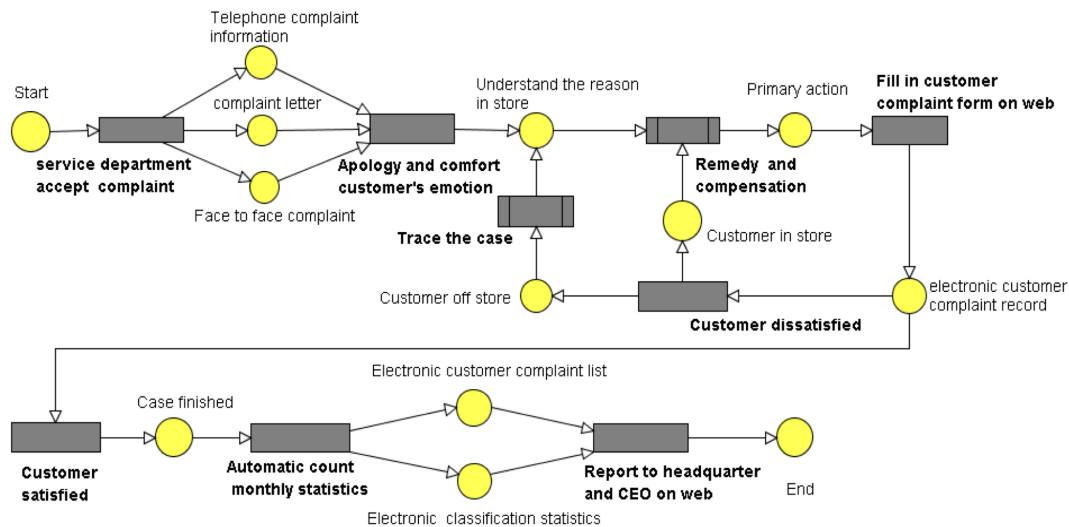 Telephone complaint
information
Start
complaint letter
service department
accept complaint
Face to face complaint
Apology and comfort
customer's emotion
Understand the reason
in store
Trace the case
Primary action
Remedy and
compensation
Fill in customer
complaint form on web
Customer in store
Customer off store
Customer dissatisfied
electronic customer
complaint record
Electronic customer complaint list
Case finished
Customer
satisfied
Automatic count
monthly statistics
Report to headquarter
and CEO on web
End
Electronic classification statistics